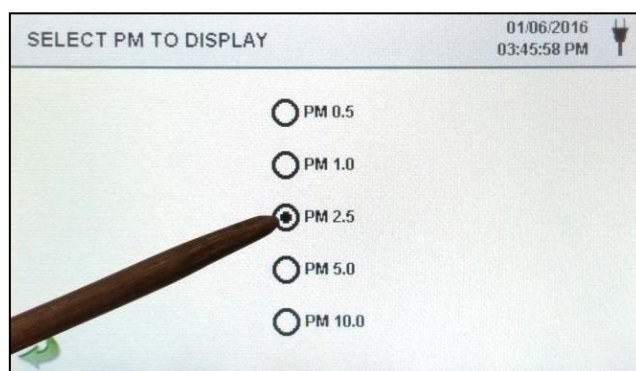 SELECT PM TO DISPLAY
01/06/2016
03:45:58 PM
PM 0.5
PM 1.0
PM 2.5
PM 5.0
PM 10.0